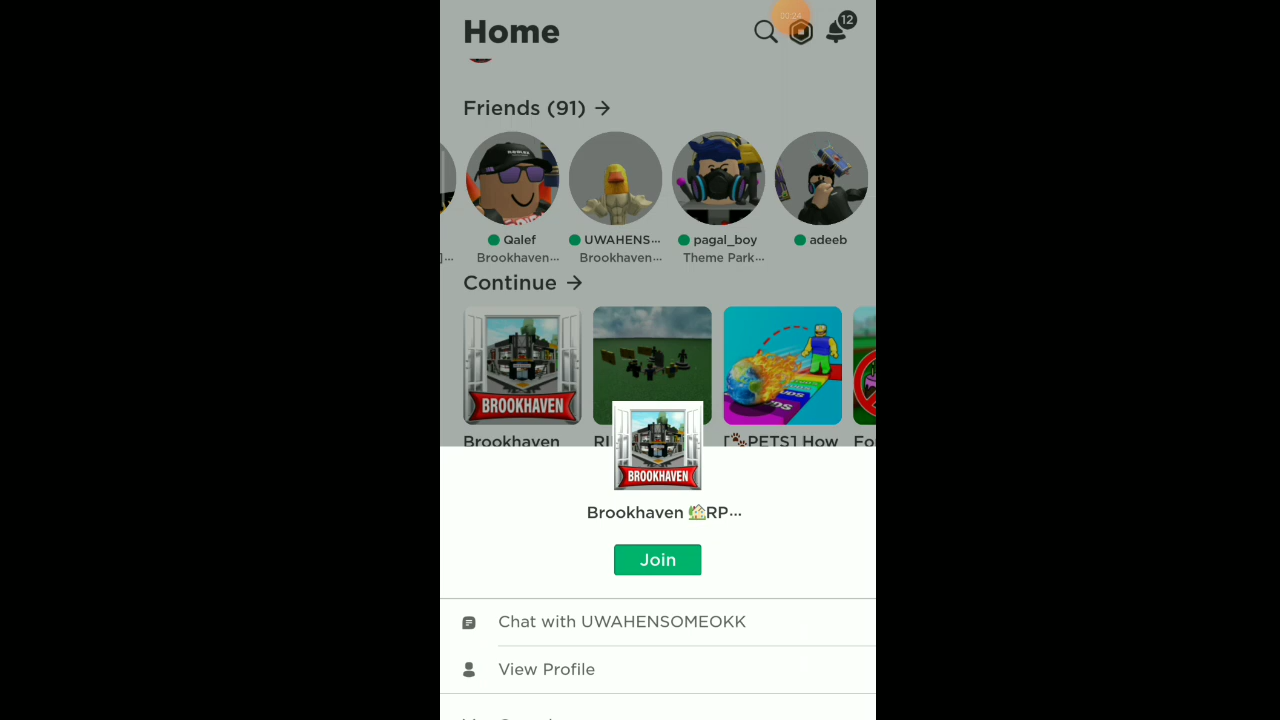 Home
12
Friends (91) →
Qalef
UWAHENS...
pagal_boy
adeeb
Brookhaven...
Brookhaven...
Theme Park...
Continue →
BROOKHAVEN
Brookhaven
[🐾PETS] How
BROOKHAVEN
Brookhaven 🏡RP...
Join
Chat with UWAHENSOMEOKK
View Profile